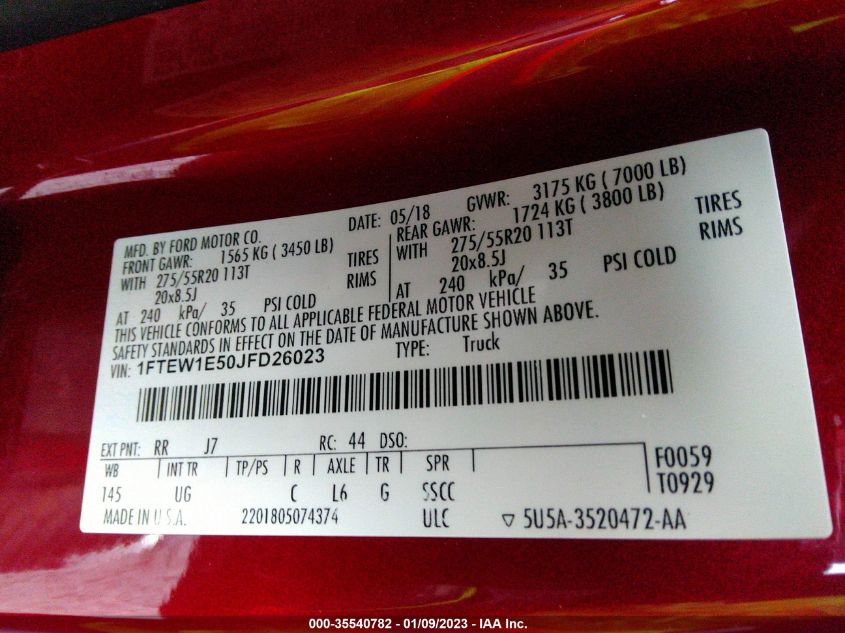 MFD. BY FORD MOTOR CO.
DATE: 05/18 GVWR: 3175 KG ( 7000 LB)
FRONT GAWR: 1565 KG ( 3450 LB)
REAR GAWR: 1724 KG ( 3800 LB)
WITH 275/55R20 113T TIRES
WITH 275/55R20 113T TIRES
20x8.5J RIMS
20x8.5J RIMS
AT 240 kPa/ 35 PSI COLD
AT 240 kPa/ 35 PSI COLD
THIS VEHICLE CONFORMS TO ALL APPLICABLE FEDERAL MOTOR VEHICLE
SAFETY STANDARDS IN EFFECT ON THE DATE OF MANUFACTURE SHOWN ABOVE.
VIN: 1FTEW1E50JFD26023 TYPE: Truck
EXT PNT: RR J7 RC: 44 DSO:
WB INT TR TP/PS R AXLE TR SPR F0059
145 UG C L6 G SSCC T0929
MADE IN U.S.A. 2201805074374 ULC ▽ 5U5A-3520472-AA
000-35540782 - 01/09/2023 - IAA Inc.